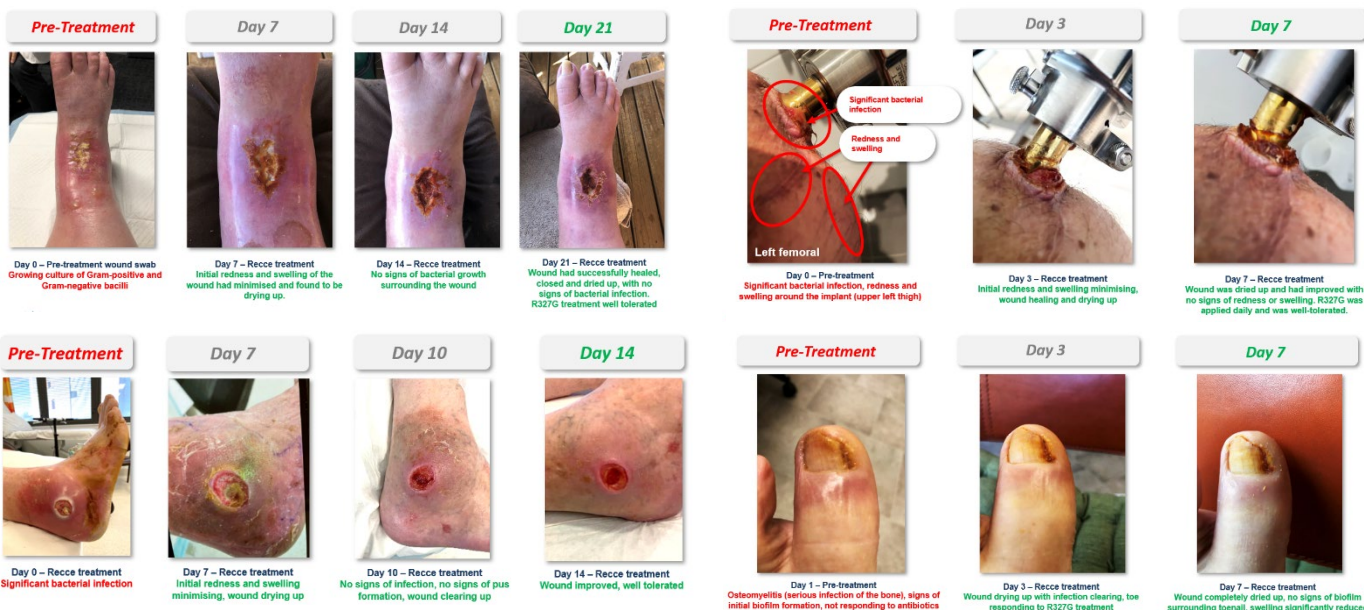 Pre-Treatment
Day 7
Day 14
Day 21
Day 0 – Pre-treatment wound swab
Growing culture of Gram-positive and
Gram-negative bacilli
Day 7 – Recce treatment
Initial redness and swelling of the
wound had minimised and found to be
drying up.
Day 14 – Recce treatment
No signs of bacterial growth
surrounding the wound
Day 21 – Recce treatment
Wound had successfully healed,
closed and dried up, with no
signs of bacterial infection.
R327G treatment well tolerated
Pre-Treatment
Day 3
Day 7
Significant bacterial
infection
Redness and
swelling
Left femoral
Day 0 – Pre-treatment
Significant bacterial infection, redness and
swelling around the implant (upper left thigh)
Day 3 – Recce treatment
Initial redness and swelling minimising,
wound healing and drying up
Day 7 – Recce treatment
Wound was dried up and had improved with
no signs of redness or swelling. R327G was
applied daily and was well-tolerated.
Pre-Treatment
Day 7
Day 10
Day 14
Day 0 – Recce treatment
Significant bacterial infection
Day 7 – Recce treatment
Initial redness and swelling
minimising, wound drying up
Day 10 – Recce treatment
No signs of infection, no signs of pus
formation, wound clearing up
Day 14 – Recce treatment
Wound improved, well tolerated
Pre-Treatment
Day 3
Day 7
Day 1 – Pre-treatment
Osteomyelitis (serious infection of the bone), signs of
initial biofilm formation, not responding to antibiotics
Day 3 – Recce treatment
Wound drying up with infection clearing, toe
responding to R327G treatment
Day 7 – Recce treatment
Wound completely dried up, no signs of biofilm
surrounding toenail, swelling significantly